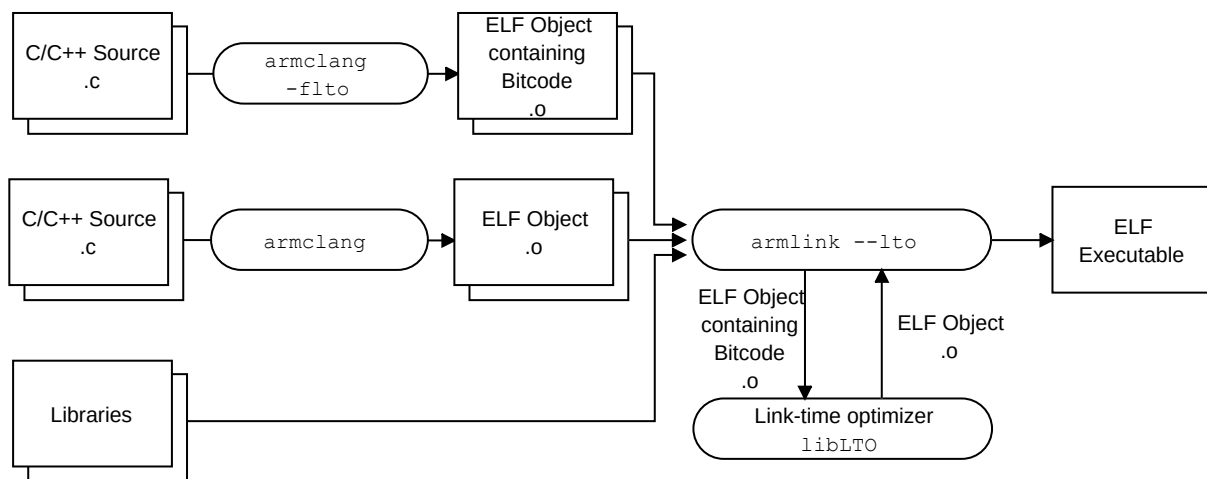 C/C++ Source
.c
armclang
-flto
ELF Object
containing
Bitcode
.o
C/C++ Source
.c
armclang
ELF Object
.o
armlink --lto
ELF
Executable
ELF Object
containing
Bitcode
.o
ELF Object
.o
Libraries
Link-time optimizer
libLTO